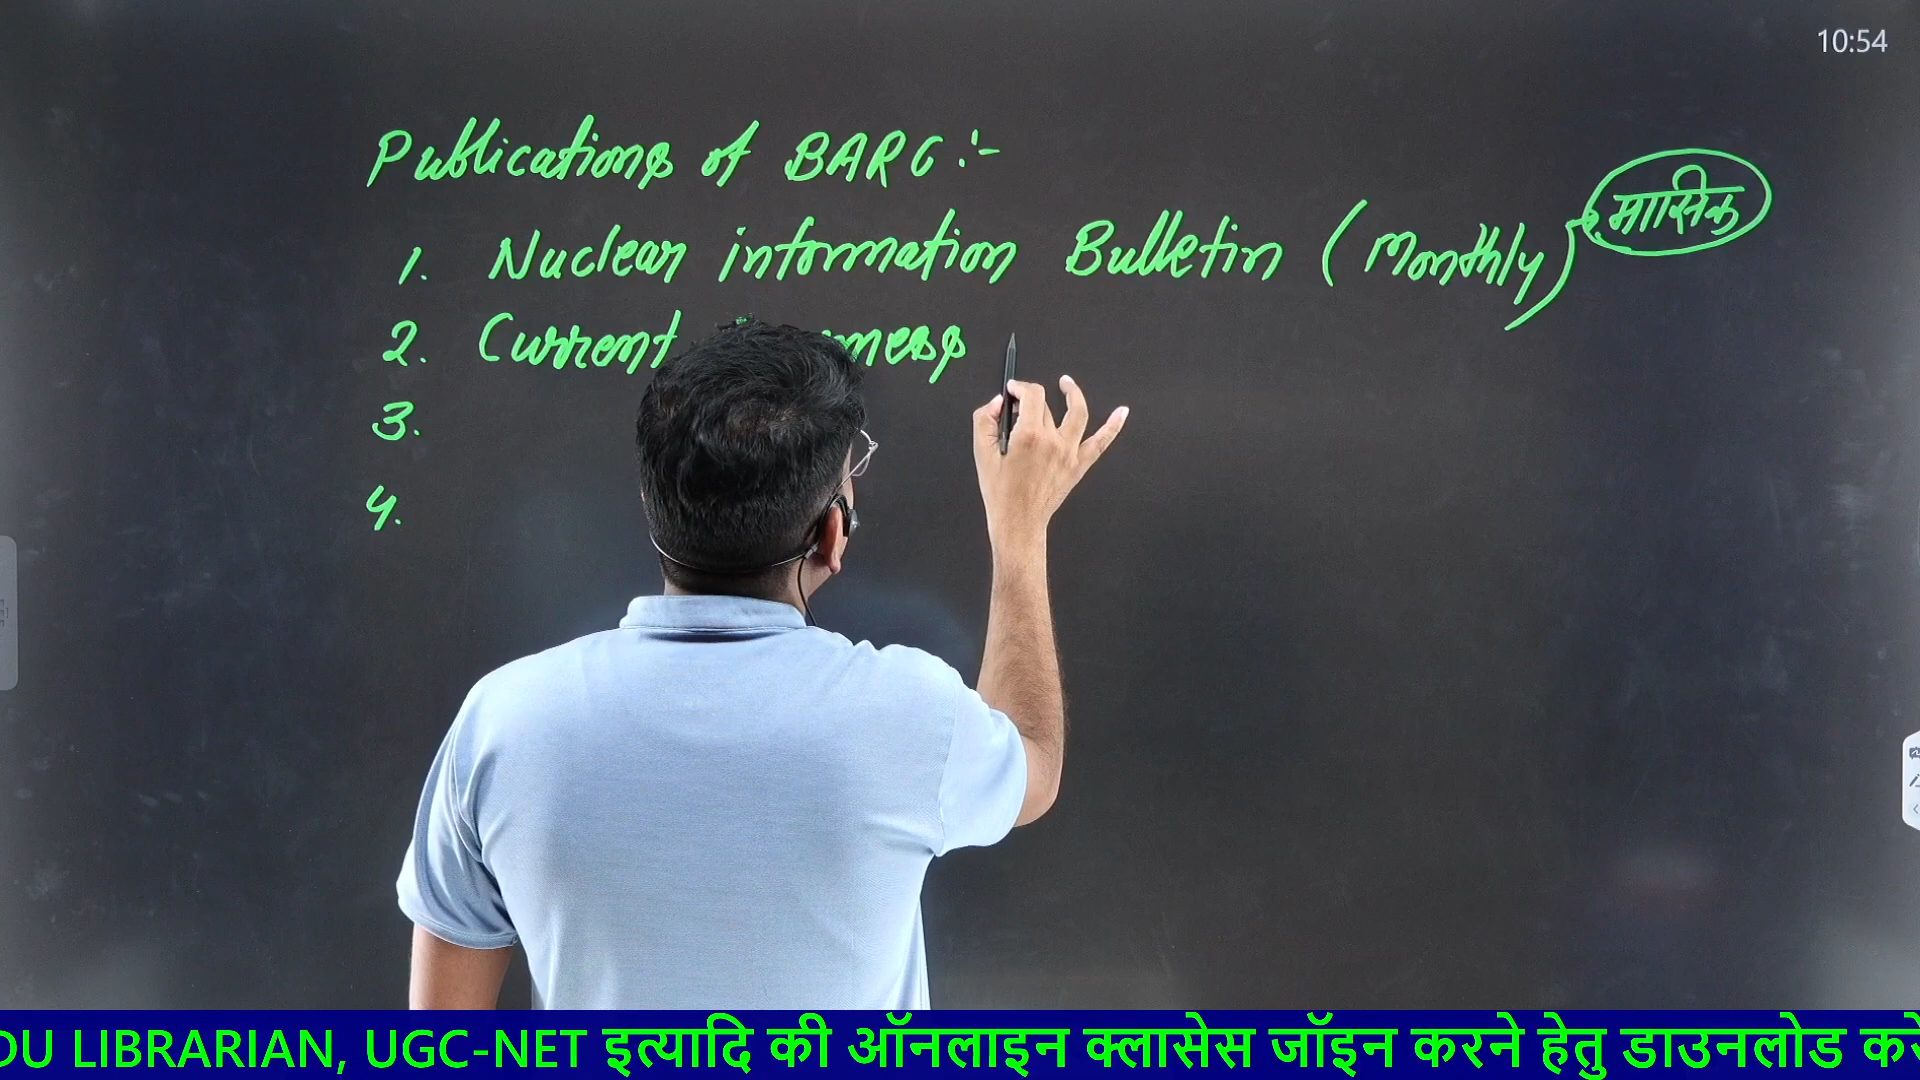 10:54
Publications of BARC :-
1. Nuclear information Bulletin (Monthly) {मासिक
2. Current
3.
4.
LIBRARIAN, UGC-NET इत्यादि की ऑनलाइन क्लासेस जॉइन करने हेतु डाउनलोड